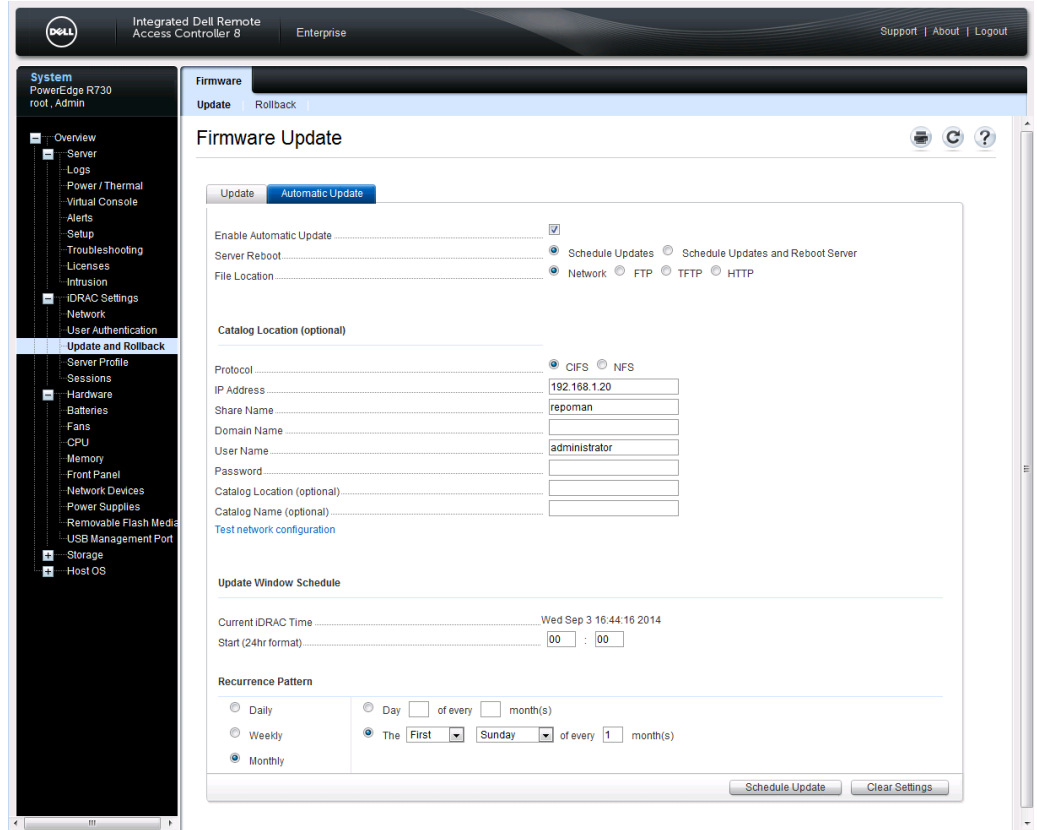 DELL
Integrated Dell Remote
Access Controller 8
Enterprise
Support | About | Logout
System
PowerEdge R730
root , Admin
Overview
Server
Logs
Power / Thermal
Virtual Console
Alerts
Setup
Troubleshooting
Licenses
Intrusion
iDRAC Settings
Network
User Authentication
Update and Rollback
Server Profile
Sessions
Hardware
Batteries
Fans
CPU
Memory
Front Panel
Network Devices
Power Supplies
Removable Flash Media
USB Management Port
Storage
Host OS
Firmware
Update Rollback
Firmware Update
Update Automatic Update
Enable Automatic Update
Server Reboot Schedule Updates Schedule Updates and Reboot Server
File Location Network FTP TFTP HTTP
Catalog Location (optional)
Protocol CIFS NFS
IP Address 192.168.1.20
Share Name repoman
Domain Name
User Name administrator
Password
Catalog Location (optional)
Catalog Name (optional)
Test network configuration
Update Window Schedule
Current iDRAC Time Wed Sep 3 16:44:16 2014
Start (24hr format) 00 : 00
Recurrence Pattern
Daily
Weekly
Monthly
Day of every month(s)
The First Sunday of every 1 month(s)
Schedule Update Clear Settings